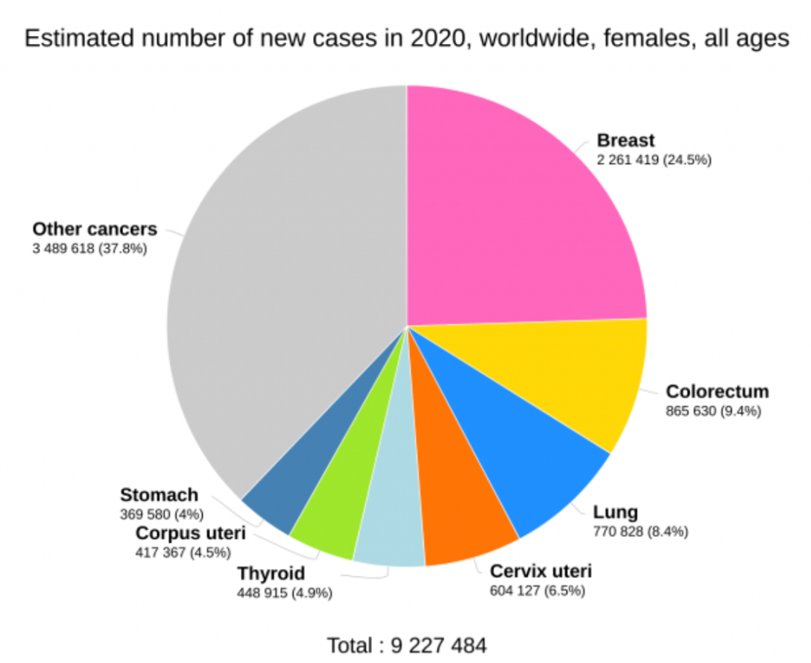 Estimated number of new cases in 2020, worldwide, females, all ages
Breast
2 261 419 (24.5%)
Other cancers
3 489 618 (37.8%)
Colorectum
865 630 (9.4%)
Lung
770 828 (8.4%)
Cervix uteri
604 127 (6.5%)
Stomach
369 580 (4%)
Corpus uteri
417 367 (4.5%)
Thyroid
448 915 (4.9%)
Total : 9 227 484